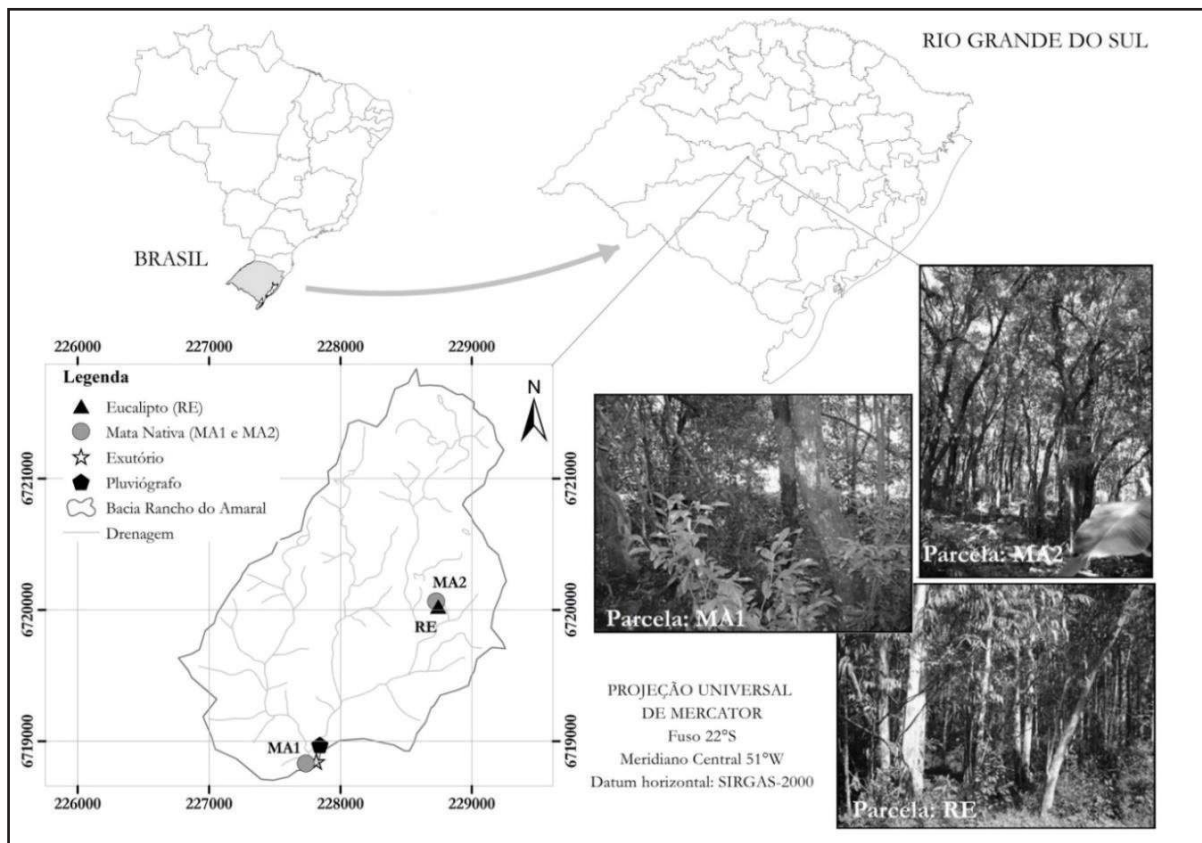 RIO GRANDE DO SUL
BRASIL
226000
227000
228000
229000
Legenda
Eucalipto (RE)
Mata Nativa (MA1 e MA2)
Exutório
Pluviógrafo
Bacia Rancho do Amaral
Drenagem
N
6721000
6721000
6720000
6720000
6719000
6719000
MA2
RE
MA1
226000
227000
228000
229000
Parcela: MA1
Parcela: MA2
Parcela: RE
PROJEÇÃO UNIVERSAL
DE MERCATOR
Fuso 22°S
Meridiano Central 51°W
Datum horizontal: SIRGAS-2000